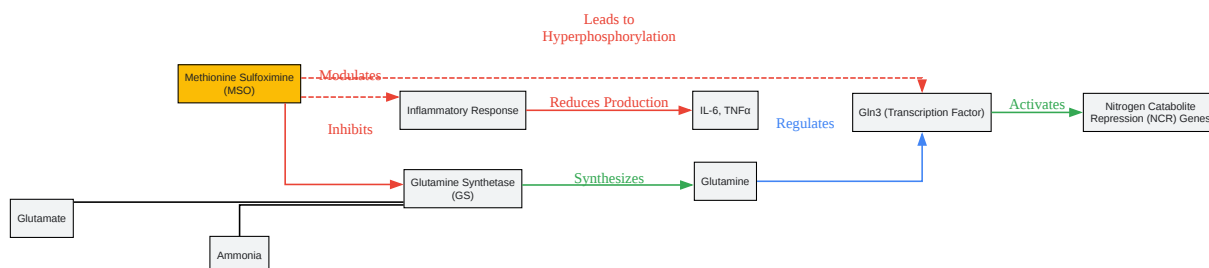 Leads to
Hyperphosphorylation
Methionine Sulfoximine
(MSO)
Modulates
Inflammatory Response
Reduces Production
IL-6, TNFα
Gln3 (Transcription Factor)
Activates
Nitrogen Catabolite
Repression (NCR) Genes
Inhibits
Regulates
Glutamine Synthetase
(GS)
Synthesizes
Glutamine
Glutamate
Ammonia